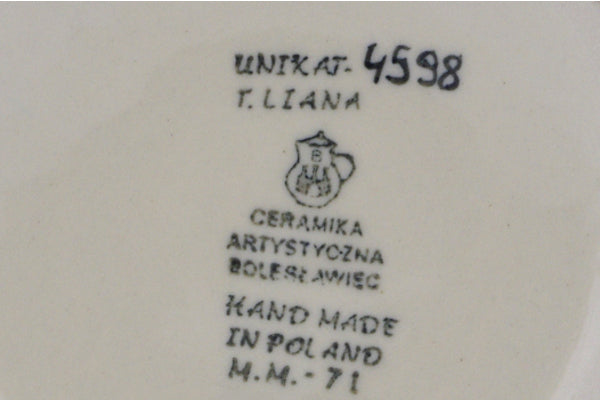 UNIKAT- 4598
T. LIANA
B
CERAMIKA
ARTYSTYCZNA
BOLESŁAWIEC
HAND MADE
IN POLAND
M.M. - 71